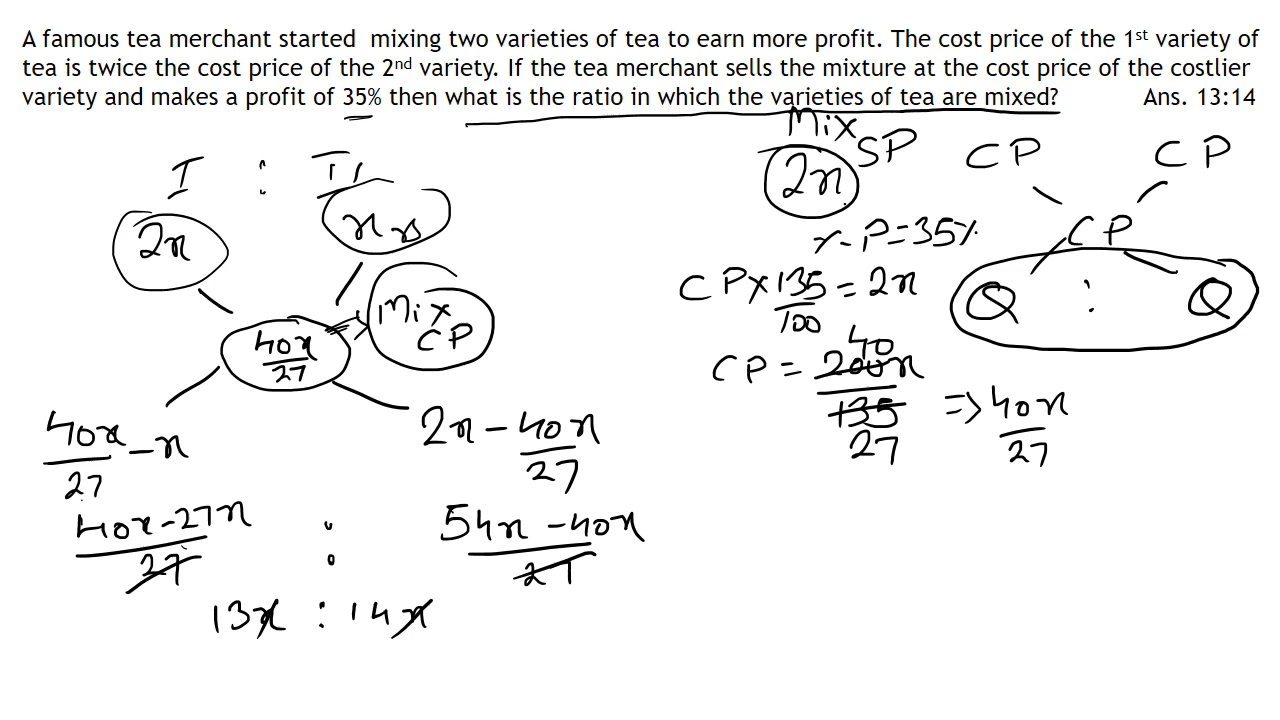 A famous tea merchant started mixing two varieties of tea to earn more profit. The cost price of the 1st variety of
tea is twice the cost price of the 2nd variety. If the tea merchant sells the mixture at the cost price of the costlier
variety and makes a profit of 35% then what is the ratio in which the varieties of tea are mixed? Ans. 13:14
I : II
2x
x Rs
40x/27
Mix
CP
40x/27 - x
2x - 40x/27
40x-27x/27 : 54x-40x/27
13x : 14x
Mix
2x SP
r-P=35%
CP×135/100=2x
CP = 200x/135
40
27
=>40x/27
CP CP
CP
Q : Q